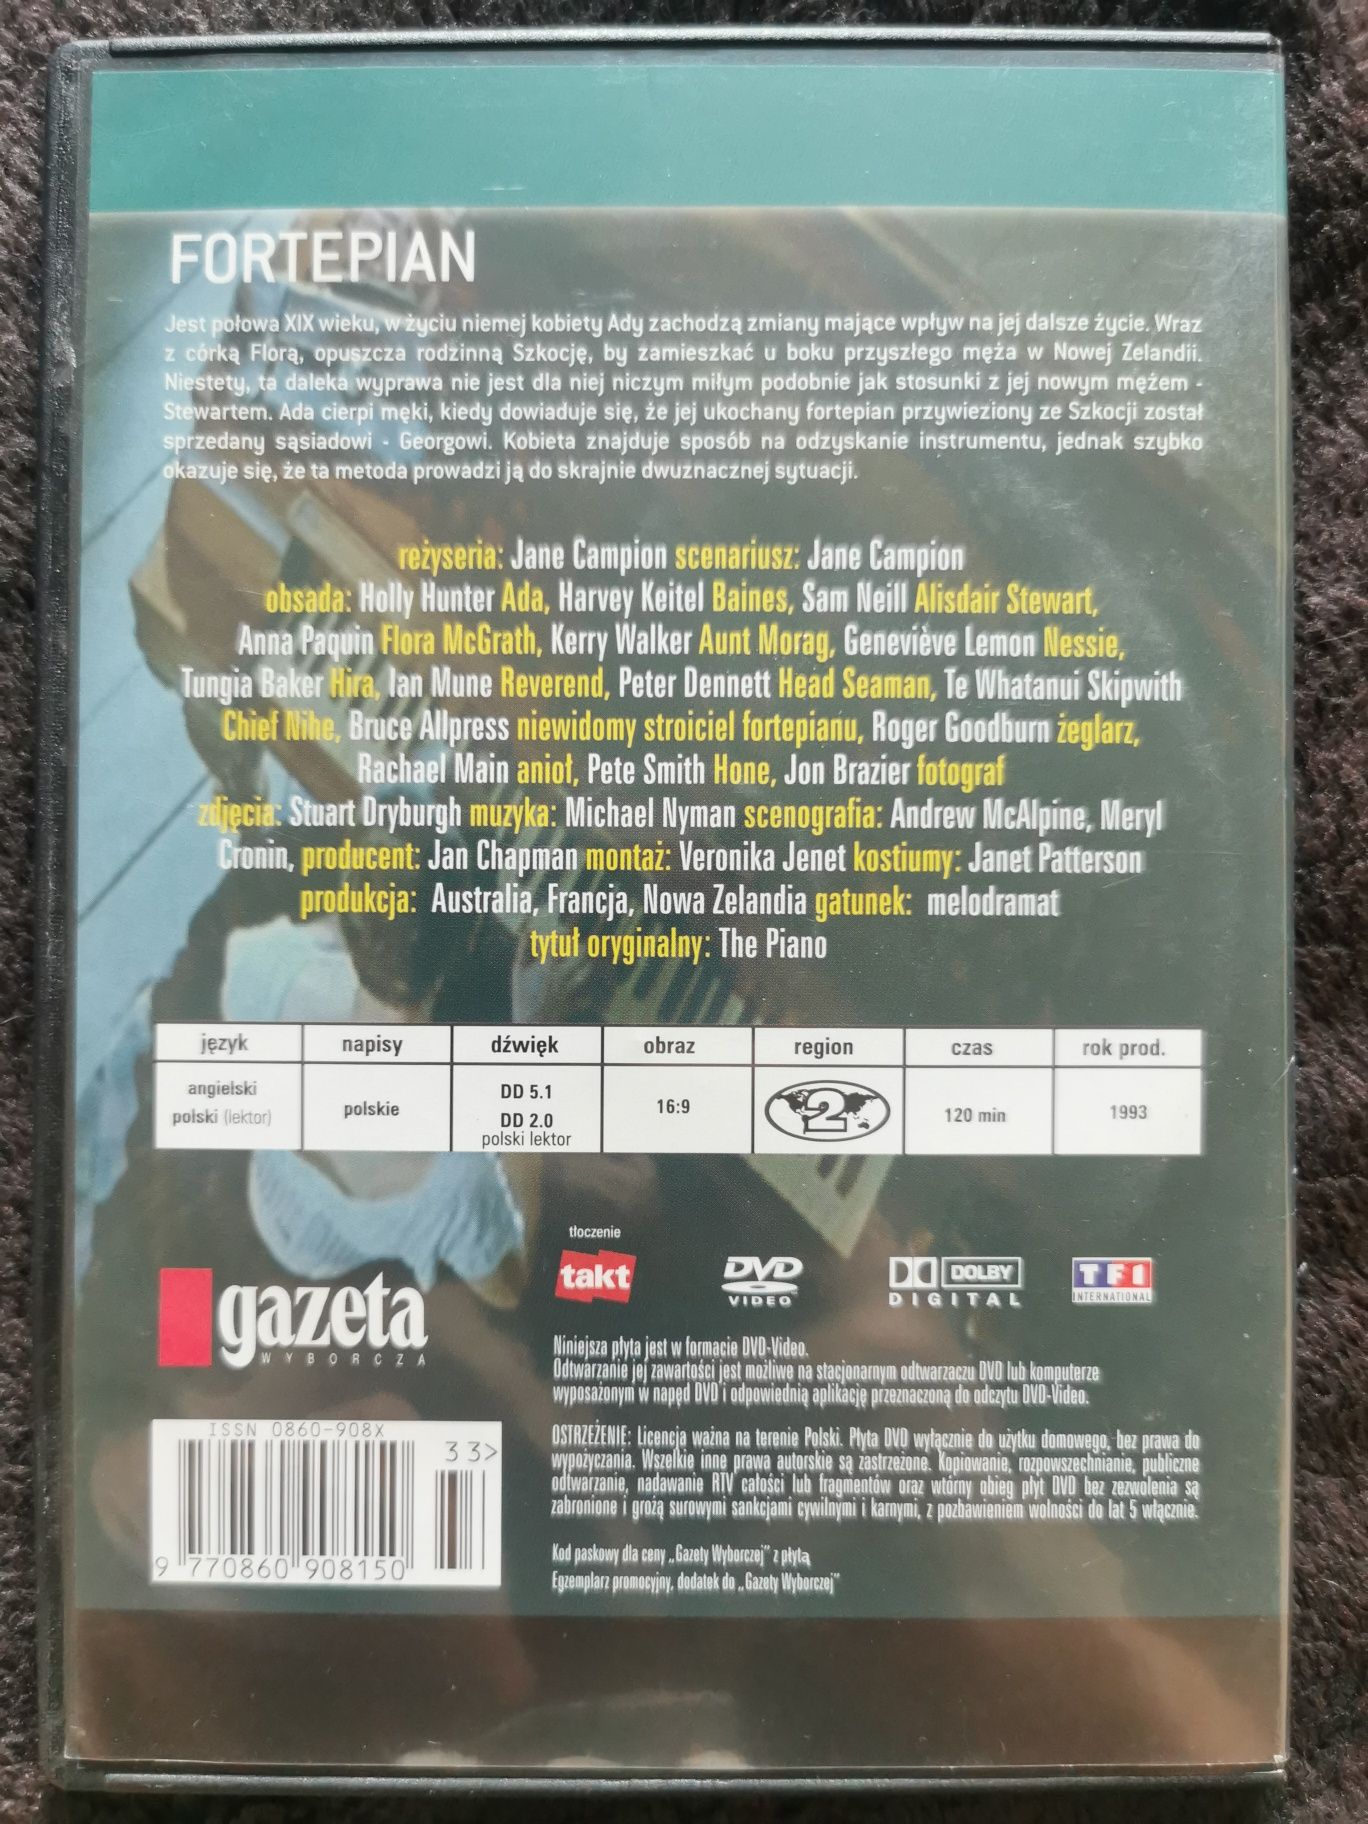 FORTEPIAN
Jest połowa XIX wieku, w życiu niemej kobiety Ady zachodzą zmiany mające wpływ na jej dalsze życie. Wraz
z córką Florą, opuszcza rodzinną Szkocję, by zamieszkać u boku przyszłego męża w Nowej Zelandii.
Niestety, ta daleka wyprawa nie jest dla niej niczym miłym podobnie jak stosunki z jej nowym mężem -
Stewartem. Ada cierpi męki, kiedy dowiaduje się, że jej ukochany fortepian przywieziony ze Szkocji został
sprzedany sąsiadowi - Georgowi. Kobieta znajduje sposób na odzyskanie instrumentu, jednak szybko
okazuje się, że ta metoda prowadzi ją do skrajnie dwuznacznej sytuacji.
reżyseria: Jane Campion scenariusz: Jane Campion
obsada: Holly Hunter Ada, Harvey Keitel Baines, Sam Neill Alisdair Stewart,
Anna Paquin Flora McGrath, Kerry Walker Aunt Morag, Geneviève Lemon Nessie,
Tungia Baker Hira, Ian Mune Reverend, Peter Dennett Head Seaman, Te Whatanui Skipwith
Chief Nihe, Bruce Allpress niewidomy stroiciel fortepianu, Roger Goodburn żeglarz,
Rachael Main anioł, Pete Smith Hone, Jon Brazier fotograf
zdjęcia: Stuart Dryburgh muzyka: Michael Nyman scenografia: Andrew McAlpine, Meryl
Cronin, producent: Jan Chapman montaż: Veronika Jenet kostiumy: Janet Patterson
produkcja: Australia, Francja, Nowa Zelandia gatunek: melodramat
tytuł oryginalny: The Piano
język napisy dźwięk obraz region czas rok prod.
angielski polskie DD 5.1 16:9 2 120 min 1993
polski (lektor) DD 2.0
polski lektor
tłoczenie
takt DVD VIDEO DOLBY DIGITAL TF1 INTERNATIONAL
gazeta
WYBORCZA
Niniejsza płyta jest w formacie DVD-Video.
Odtwarzanie jej zawartości jest możliwe na stacjonarnym odtwarzaczu DVD lub komputerze
wyposażonym w napęd DVD i odpowiednią aplikację przeznaczoną do odczytu DVD-Video.
OSTRZEŻENIE: Licencja ważna na terenie Polski. Płyta DVD wyłącznie do użytku domowego, bez prawa do
wypożyczania. Wszelkie inne prawa autorskie są zastrzeżone. Kopiowanie, rozpowszechnianie, publiczne
odtwarzanie, nadawanie RTV całości lub fragmentów oraz wtórny obieg płyt DVD bez zezwolenia są
zabronione i grożą surowymi sankcjami cywilnymi i karnymi, z pozbawieniem wolności do lat 5 włącznie.
Kod paskowy dla ceny „Gazety Wyborczej" z płytą
Egzemplarz promocyjny, dodatek do „Gazety Wyborczej"
ISSN 0860-908X
33>
9 770860 908150